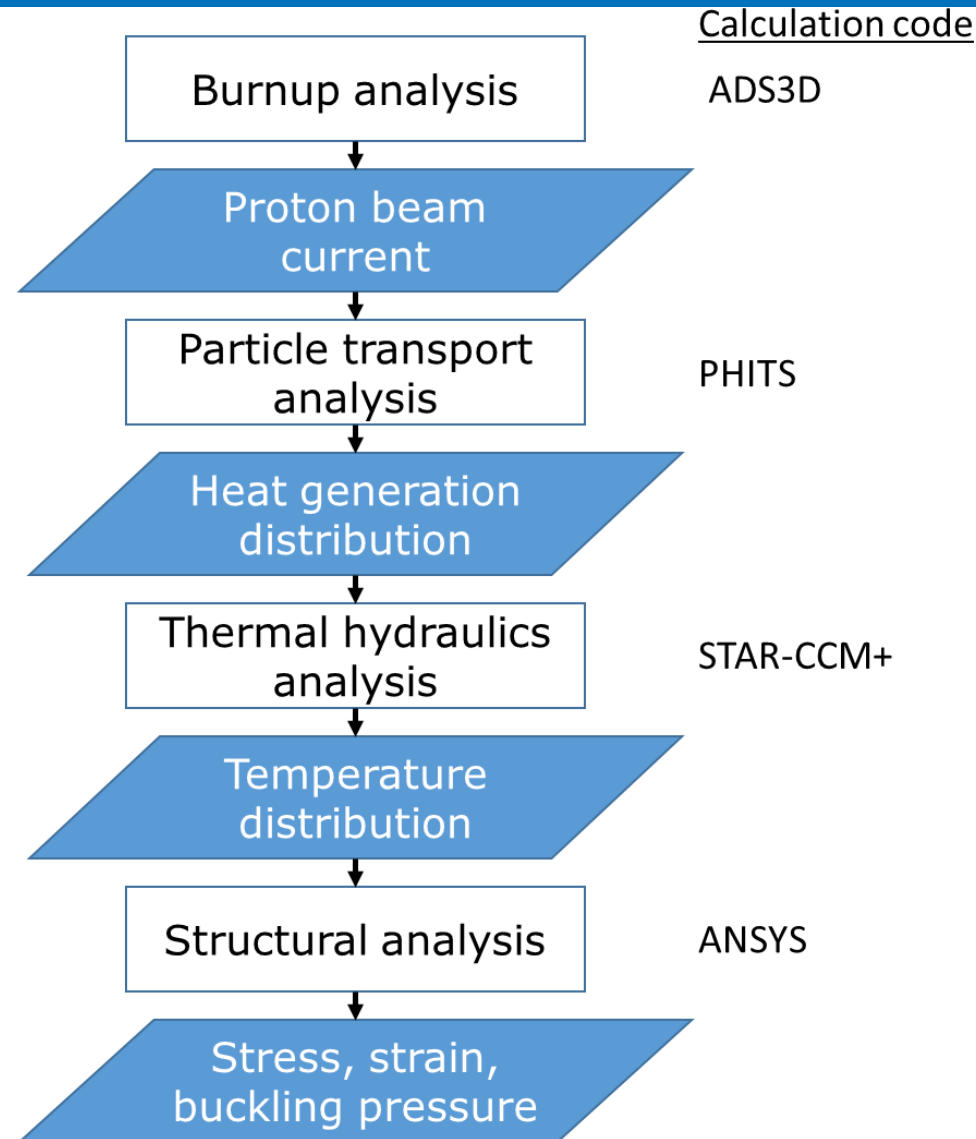 Calculation code
Burnup analysis
ADS3D
Proton beam
current
Particle transport
analysis
PHITS
Heat generation
distribution
Thermal hydraulics
analysis
STAR-CCM+
Temperature
distribution
Structural analysis
ANSYS
Stress, strain,
buckling pressure